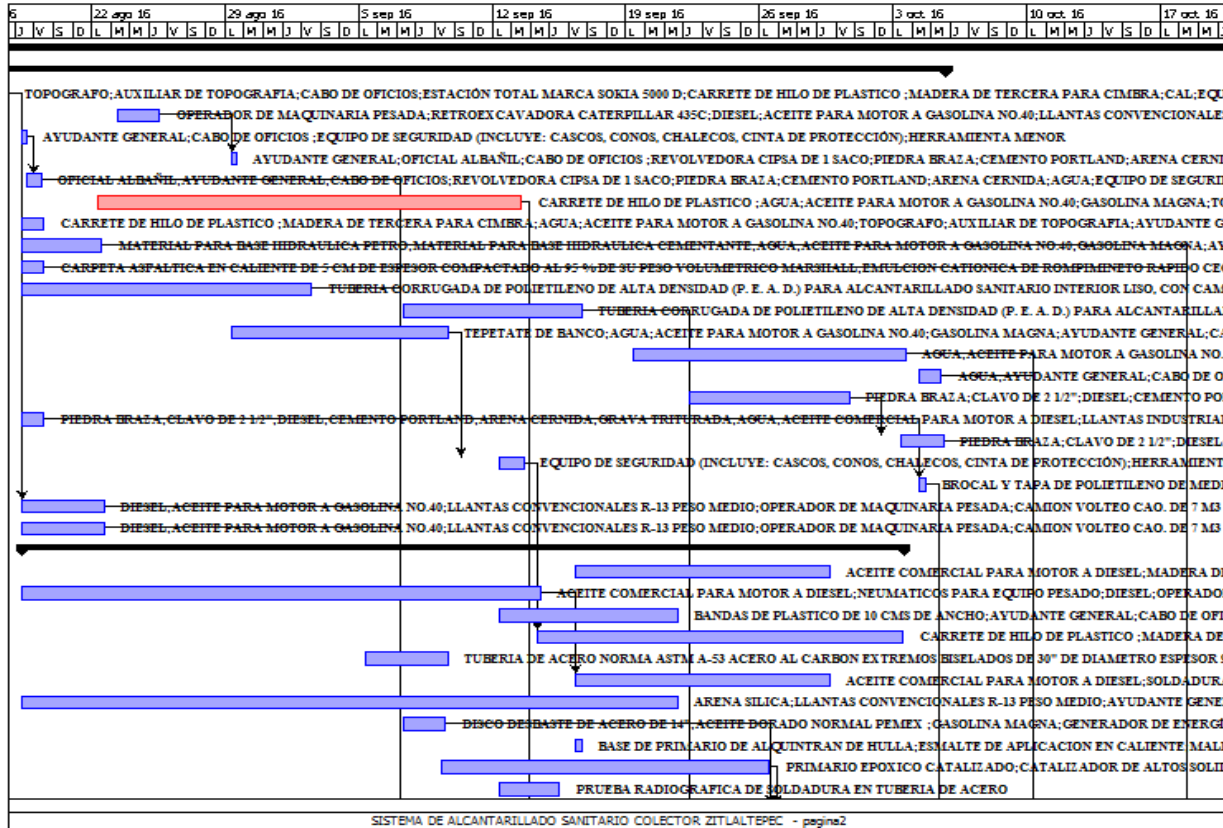 6 22 ago 16 29 ago 16 5 sep 16 12 sep 16 19 sep 16 26 sep 16 3 oct 16 10 oct 16 17 oct 16
J V S D L M M J V S D L M M J V S D L M M J V S D L M M J V S D L M M J V S D L M M J V S D L M M J V S D L M M J V S D L M M J
TOPOGRAFO;AUXILIAR DE TOPOGRAFIA;CABO DE OFICIOS;ESTACIÓN TOTAL MARCA SOKIA 5000 D;CARRETE DE HILO DE PLASTICO ;MADERA DE TERCERA PARA CIMBRA;CAL;EQU
OPERADOR DE MAQUINARIA PESADA;RETROEXCAVADORA CATERPILLAR 435C;DIESEL;ACEITE PARA MOTOR A GASOLINA NO.40;LLANTAS CONVENCIONALES
AYUDANTE GENERAL;CABO DE OFICIOS ;EQUIPO DE SEGURIDAD (INCLUYE: CASCOS, CONOS, CHALECOS, CINTA DE PROTECCIÓN);HERRAMIENTA MENOR
AYUDANTE GENERAL;OFICIAL ALBAÑIL;CABO DE OFICIOS ;REVOLVEDORA CIPSA DE 1 SACO;PIEDRA BRAZA;CEMENTO PORTLAND;ARENA CERNI
OFICIAL ALBAÑIL;AYUDANTE GENERAL;CABO DE OFICIOS;REVOLVEDORA CIPSA DE 1 SACO;PIEDRA BRAZA;CEMENTO PORTLAND;ARENA CERNIDA;AGUA;EQUIPO DE SEGURI
CARRETE DE HILO DE PLASTICO ;AGUA;ACEITE PARA MOTOR A GASOLINA NO.40;GASOLINA MAGNA;TO
CARRETE DE HILO DE PLASTICO ;MADERA DE TERCERA PARA CIMBRA;AGUA;ACEITE PARA MOTOR A GASOLINA NO.40;TOPOGRAFO;AUXILIAR DE TOPOGRAFIA;AYUDANTE G
MATERIAL PARA BASE HIDRAULICA PETRO;MATERIAL PARA BASE HIDRAULICA CEMENTANTE;AGUA;ACEITE PARA MOTOR A GASOLINA NO.40;GASOLINA MAGNA;AY
CARPETA ASFALTICA EN CALIENTE DE 5 CM DE ESPESOR COMPACTADO AL 95 % DE SU PESO VOLUMETRICO MARSHALL;EMULCION CATIONICA DE ROMPIMINETO RAPIDO CEC
TUBERIA CORRUGADA DE POLIETILENO DE ALTA DENSIDAD (P. E. A. D.) PARA ALCANTARILLADO SANITARIO INTERIOR LISO, CON CAM
TUBERIA CORRUGADA DE POLIETILENO DE ALTA DENSIDAD (P. E. A. D.) PARA ALCANTARILLA
TEPETATE DE BANCO;AGUA;ACEITE PARA MOTOR A GASOLINA NO.40;GASOLINA MAGNA;AYUDANTE GENERAL;CA
AGUA;ACEITE PARA MOTOR A GASOLINA NO.
AGUA;AYUDANTE GENERAL;CABO DE O
PIEDRA BRAZA;CLAVO DE 2 1/2";DIESEL;CEMENTO PO
PIEDRA BRAZA;CLAVO DE 2 1/2";DIESEL;CEMENTO PORTLAND;ARENA CERNIDA;GRAVA TRITURADA;AGUA;ACEITE COMERCIAL PARA MOTOR A DIESEL;LLANTAS INDUSTRIAL
PIEDRA BRAZA;CLAVO DE 2 1/2";DIESEL
EQUIPO DE SEGURIDAD (INCLUYE: CASCOS, CONOS, CHALECOS, CINTA DE PROTECCIÓN);HERRAMIENT
BROCAL Y TAPA DE POLIETILENO DE MEDI
DIESEL;ACEITE PARA MOTOR A GASOLINA NO.40;LLANTAS CONVENCIONALES R-13 PESO MEDIO;OPERADOR DE MAQUINARIA PESADA;CAMION VOLTEO CAO. DE 7 M3
DIESEL;ACEITE PARA MOTOR A GASOLINA NO.40;LLANTAS CONVENCIONALES R-13 PESO MEDIO;OPERADOR DE MAQUINARIA PESADA;CAMION VOLTEO CAO. DE 7 M3
ACEITE COMERCIAL PARA MOTOR A DIESEL;MADERA D
ACEITE COMERCIAL PARA MOTOR A DIESEL;NEUMATICOS PARA EQUIPO PESADO;DIESEL;OPERADO
BANDAS DE PLASTICO DE 10 CMS DE ANCHO;AYUDANTE GENERAL;CABO DE OFI
CARRETE DE HILO DE PLASTICO ;MADERA DE
TUBERIA DE ACERO NORMA ASTM A-53 ACERO AL CARBON EXTREMOS BISELADOS DE 30" DE DIAMETRO ESPESOR
ACEITE COMERCIAL PARA MOTOR A DIESEL;SOLDADURA
ARENA SILICA;LLANTAS CONVENCIONALES R-13 PESO MEDIO;AYUDANTE GENE
DISCO DESBASTE DE ACERO DE 14";ACEITE DORADO NORMAL PEMEX ;GASOLINA MAGNA;GENERADOR DE ENERGI
BASE DE PRIMARIO DE ALQUINTRAN DE HULLA;ESMALTE DE APLICACION EN CALIENTE MAL
PRIMARIO EPOXICO CATALIZADO;CATALIZADOR DE ALTOS SOLI
PRUEBA RADIOGRAFICA DE SOLDADURA EN TUBERIA DE ACERO
SISTEMA DE ALCANTARILLADO SANITARIO COLECTOR ZITLALTEPEC - pagina2